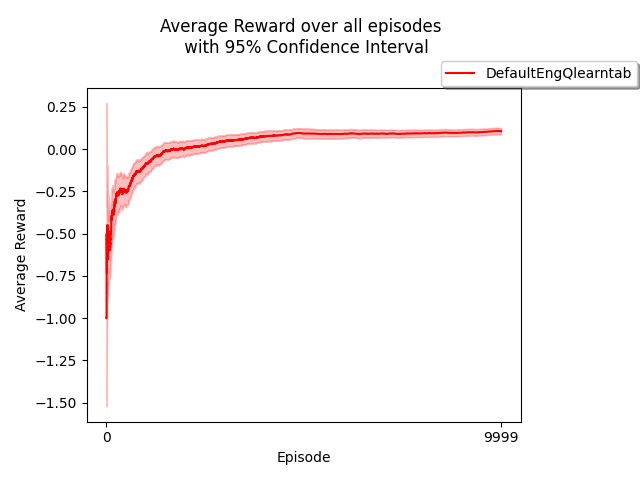 Average Reward over all episodes
with 95% Confidence Interval
DefaultEngQlearntab
0.25
0.00
−0.25
−0.50
−0.75
−1.00
−1.25
−1.50
Average Reward
0 9999
Episode